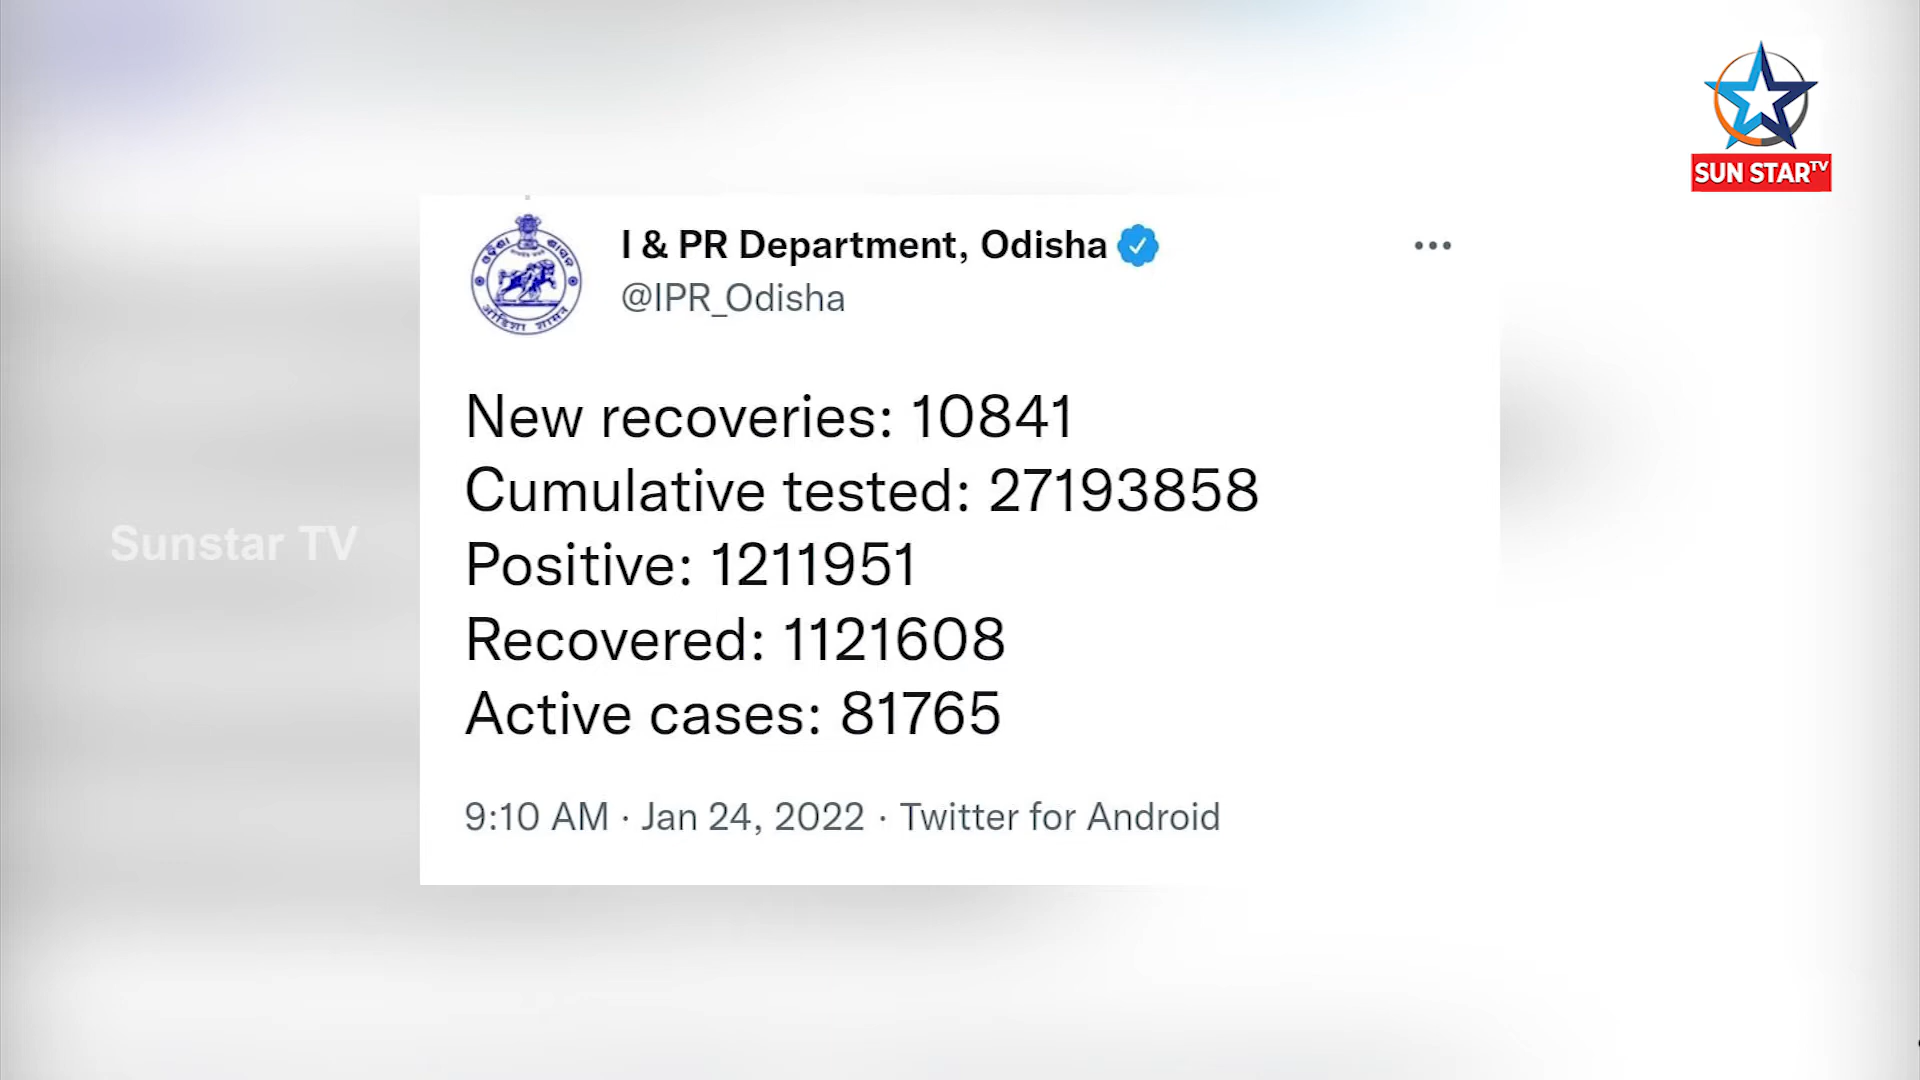 SUN STAR TV
I & PR Department, Odisha
@IPR_Odisha
New recoveries: 10841
Cumulative tested: 27193858
Positive: 1211951
Recovered: 1121608
Active cases: 81765
Sunstar TV
9:10 AM · Jan 24, 2022 · Twitter for Android